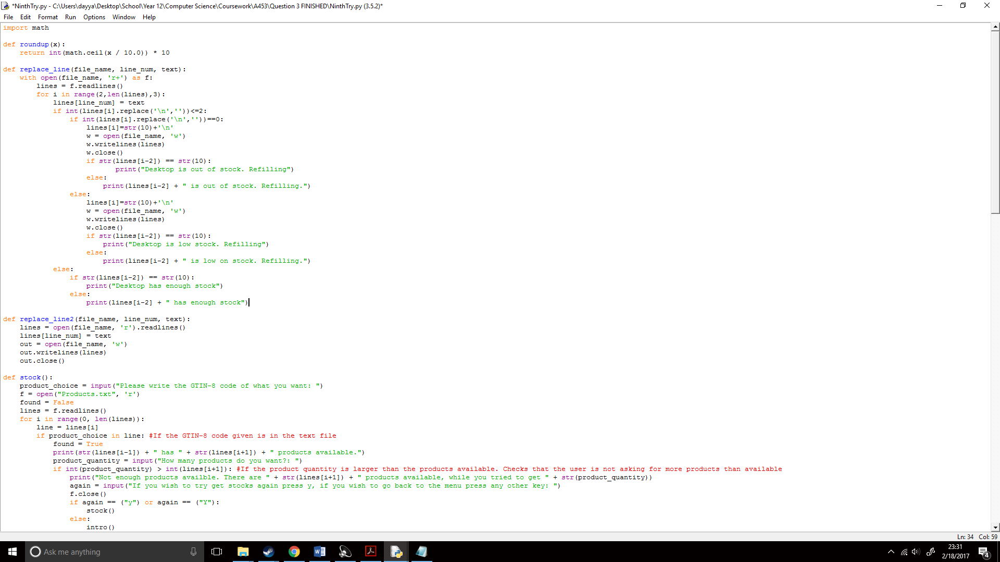 *NinthTry.py - C:\Users\dayya\Desktop\School\Year 12\Computer Science\Coursework\A453\Question 3 FINISHED\NinthTry.py (3.5.2)*
File Edit Format Run Options Window Help
import math

def roundup(x):
    return int(math.ceil(x / 10.0)) * 10

def replace_line(file_name, line_num, text):
    with open(file_name, 'r+') as f:
        lines = f.readlines()
        for i in range(2,len(lines),3):
            lines[line_num] = text
            if int(lines[i].replace('\n',''))<=2:
                if int(lines[i].replace('\n',''))==0:
                    lines[i]=str(10)+'\n'
                    w = open(file_name, 'w')
                    w.writelines(lines)
                    w.close()
                    if str(lines[i-2]) == str(10):
                           print("Desktop is out of stock. Refilling")
                    else:
                        print(lines[i-2] + " is out of stock. Refilling.")
                else:
                    lines[i]=str(10)+'\n'
                    w = open(file_name, 'w')
                    w.writelines(lines)
                    w.close()
                    if str(lines[i-2]) == str(10):
                        print("Desktop is low stock. Refilling")
                    else:
                        print(lines[i-2] + " is low on stock. Refilling.")
            else:
                if str(lines[i-2]) == str(10):
                    print("Desktop has enough stock")
                else:
                    print(lines[i-2] + " has enough stock")

def replace_line2(file_name, line_num, text):
    lines = open(file_name, 'r').readlines()
    lines[line_num] = text
    out = open(file_name, 'w')
    out.writelines(lines)
    out.close()

def stock():
    product_choice = input("Please write the GTIN-8 code of what you want: ")
    f = open("Products.txt", 'r')
    found = False
    lines = f.readlines()
    for i in range(0, len(lines)):
        line = lines[i]
        if product_choice in line: #If the GTIN-8 code given is in the text file
            found = True
            print(str(lines[i-1]) + " has " + str(lines[i+1]) + " products available.")
            product_quantity = input("How many products do you want?: ")
            if int(product_quantity) > int(lines[i+1]): #If the product quantity is larger than the products available. Checks that the user is not asking for more products than available
                print("Not enough products availble. There are " + str(lines[i+1]) + " products available, while you tried to get " + str(product_quantity))
                again = input("If you wish to try get stocks again press y, if you wish to go back to the menu press any other key: ")
                f.close()
                if again == ("y") or again == ("Y"):
                    stock()
                else:
                    intro()
Ln: 34 Col: 59
Ask me anything
23:31
2/18/2017
4